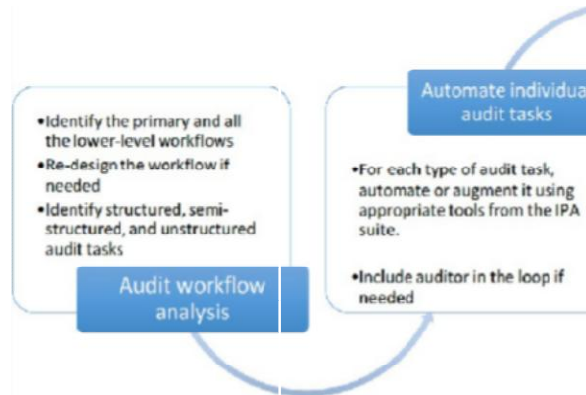 •Identify the primary and all
the lower-level workflows
•Re-design the workflow if
needed
•Identify structured, semi-
structured, and unstructured
audit tasks
Audit workflow
analysis
Automate individua
audit tasks
•For each type of audit task,
automate or augment it using
appropriate tools from the IPA
suite.
•Include auditor in the loop if
needed